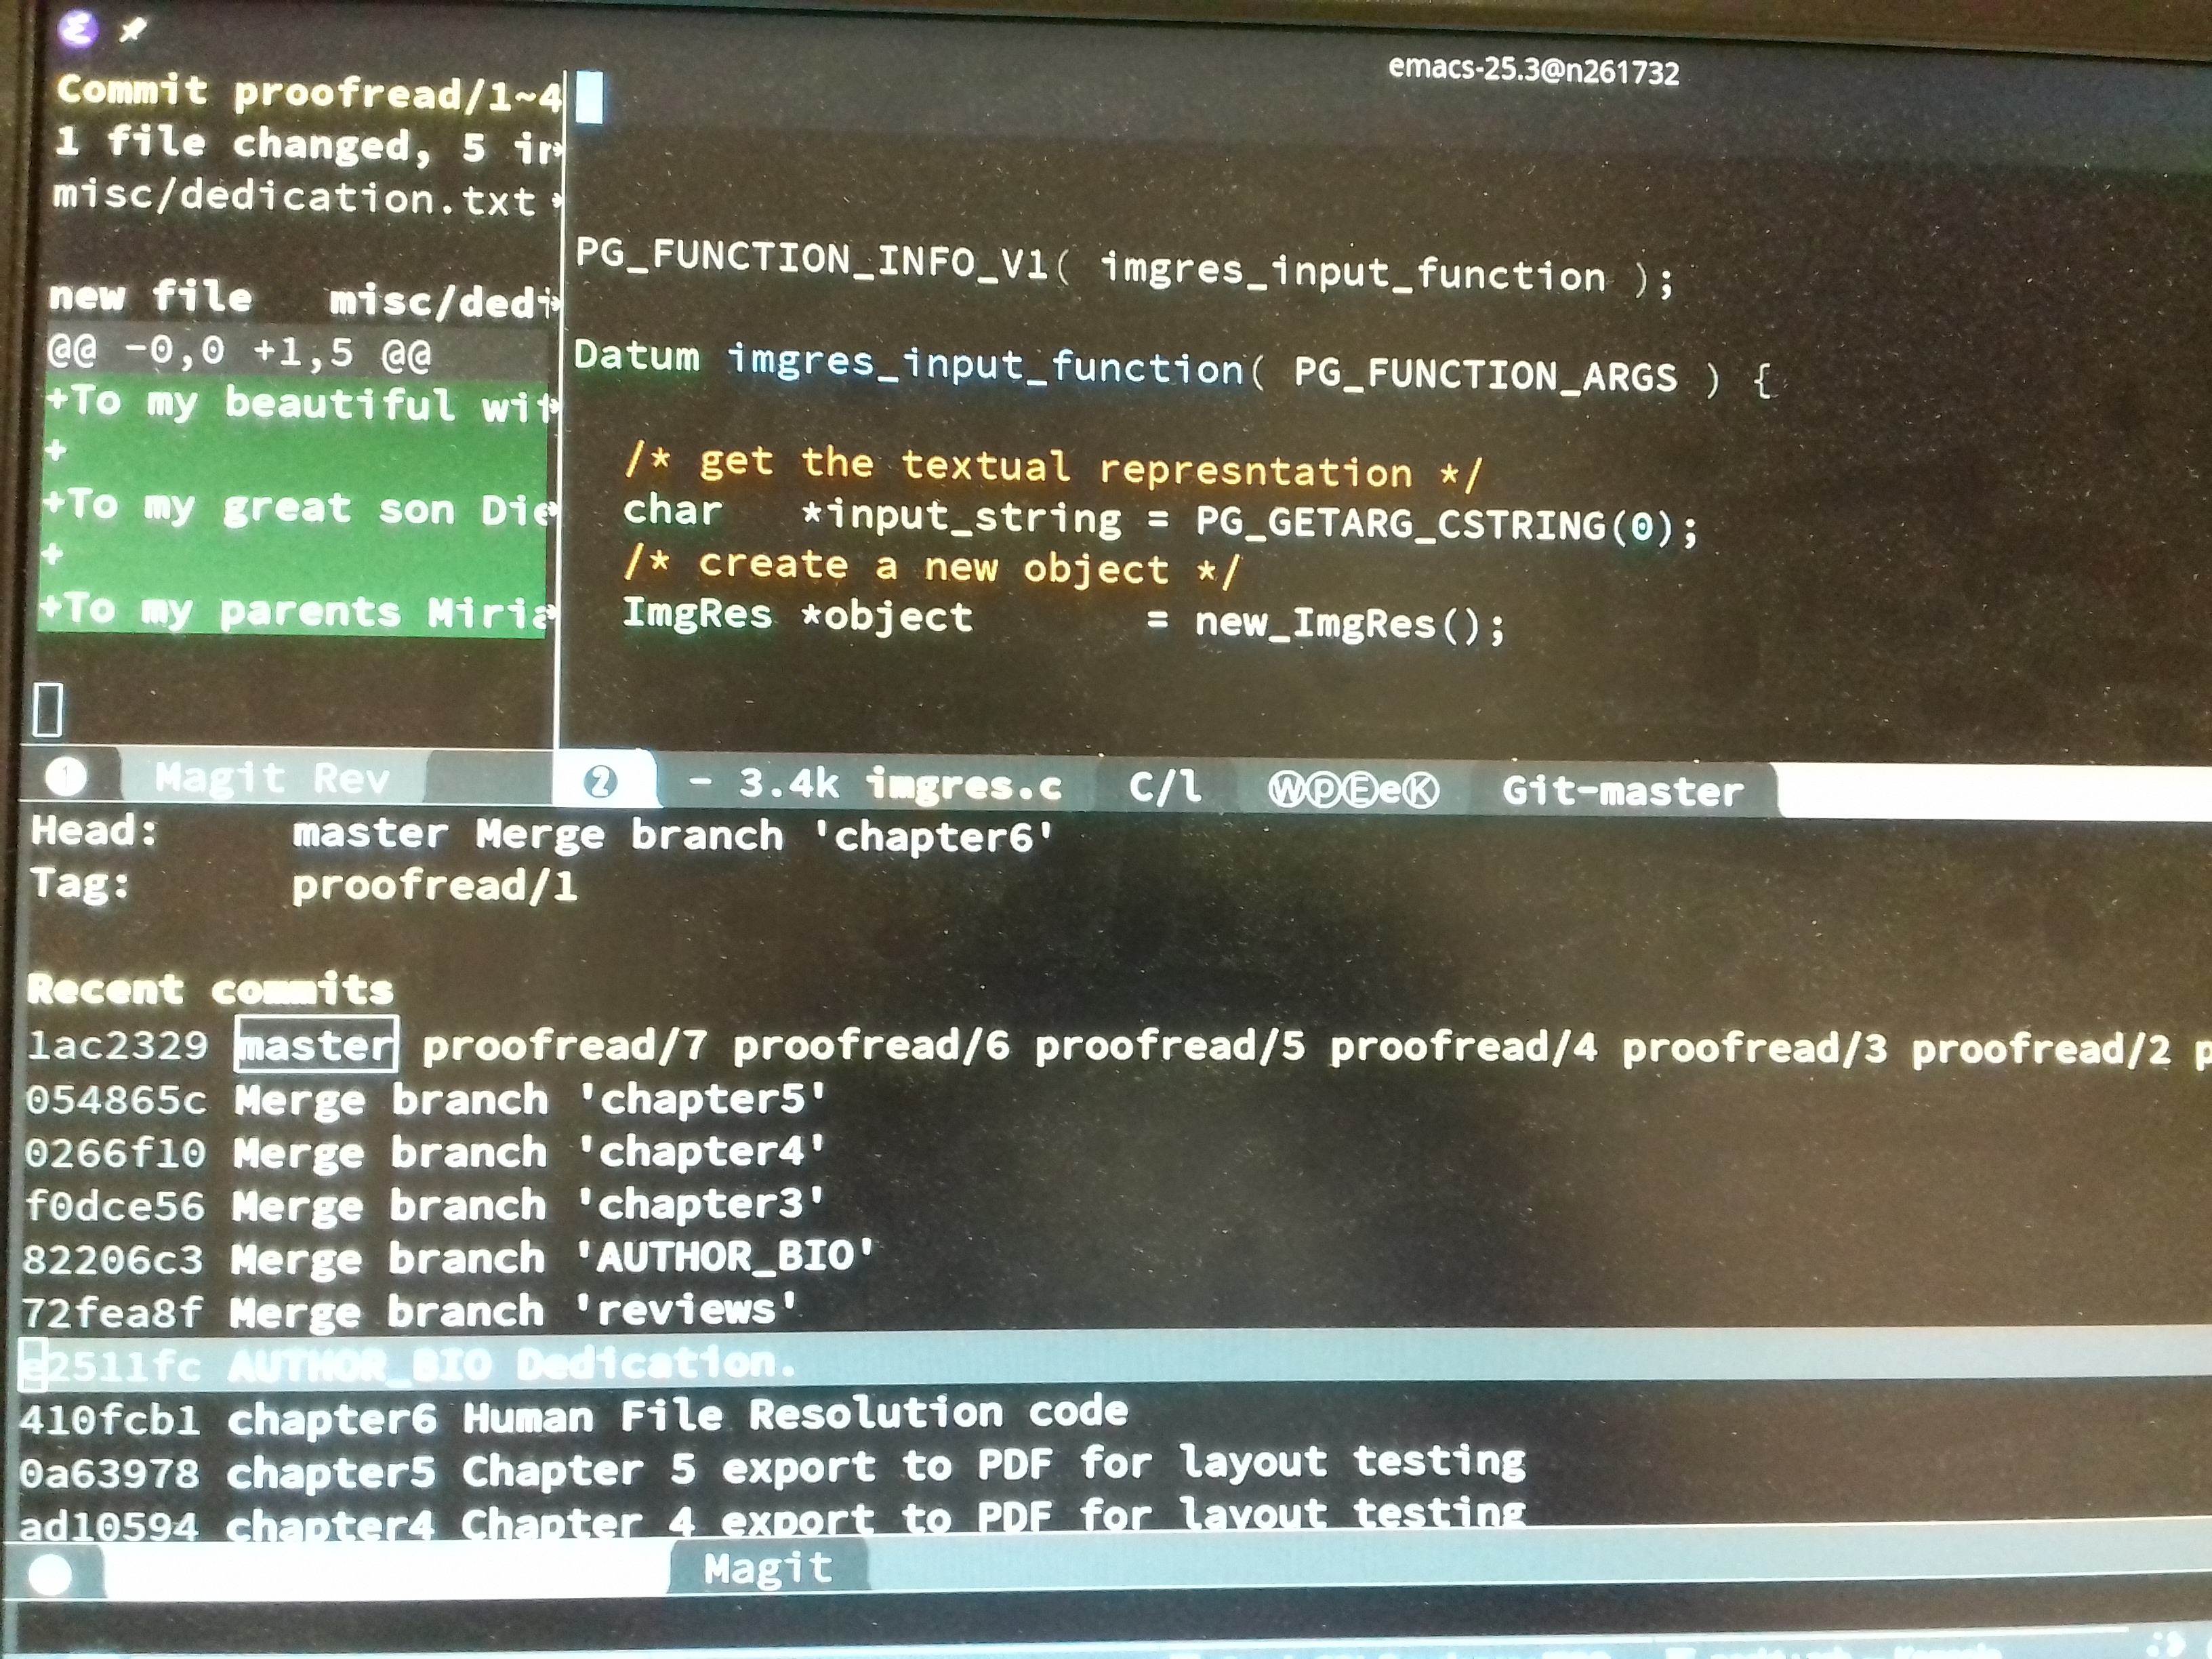 emacs-25.3@n261732
Commit proofread/1~4
1 file changed, 5 in
misc/dedication.txt
new file   misc/dedi
@@ -0,0 +1,5 @@
+To my beautiful wif
+
+To my great son Die
+
+To my parents Miria
1 Magit Rev
PG_FUNCTION_INFO_V1( imgres_input_function );
Datum imgres_input_function( PG_FUNCTION_ARGS ) {
/* get the textual represntation */
char   *input_string = PG_GETARG_CSTRING(0);
/* create a new object */
ImgRes *object       = new_ImgRes();
2 - 3.4k imgres.c C/l ⓌⓅⒺeⓀ Git-master
Head:     master Merge branch 'chapter6'
Tag:      proofread/1
Recent commits
1ac2329 master proofread/7 proofread/6 proofread/5 proofread/4 proofread/3 proofread/2 p
054865c Merge branch 'chapter5'
0266f10 Merge branch 'chapter4'
f0dce56 Merge branch 'chapter3'
82206c3 Merge branch 'AUTHOR_BIO'
72fea8f Merge branch 'reviews'
e2511fc AUTHOR_BIO Dedication.
410fcb1 chapter6 Human File Resolution code
0a63978 chapter5 Chapter 5 export to PDF for layout testing
ad10594 chapter4 Chapter 4 export to PDF for layout testing
Magit